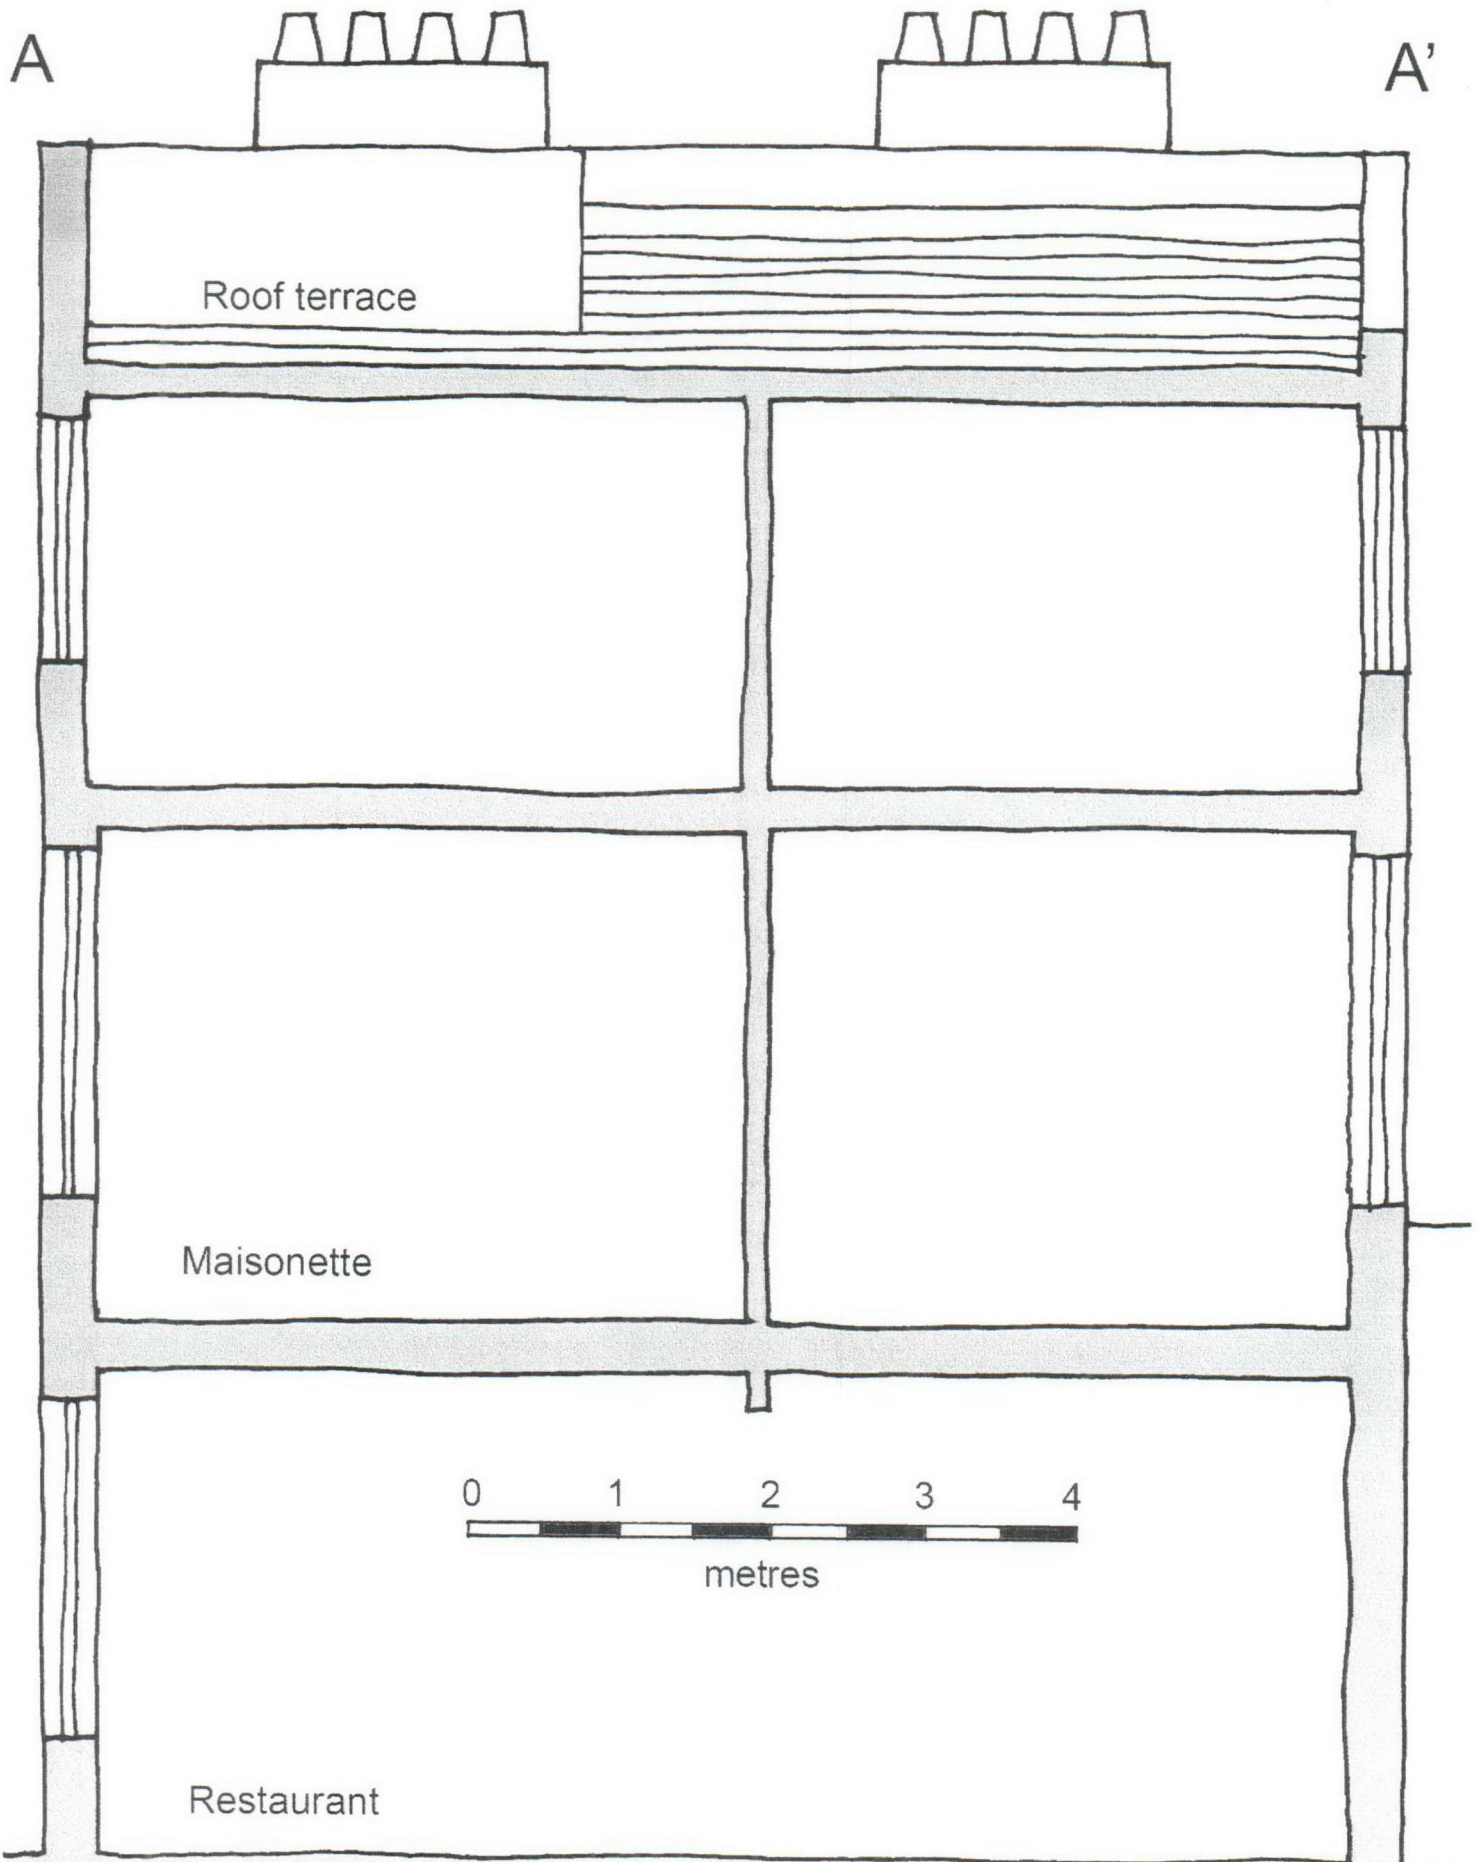 A
A'
Roof terrace
Maisonette
0 1 2 3 4
metres
Restaurant